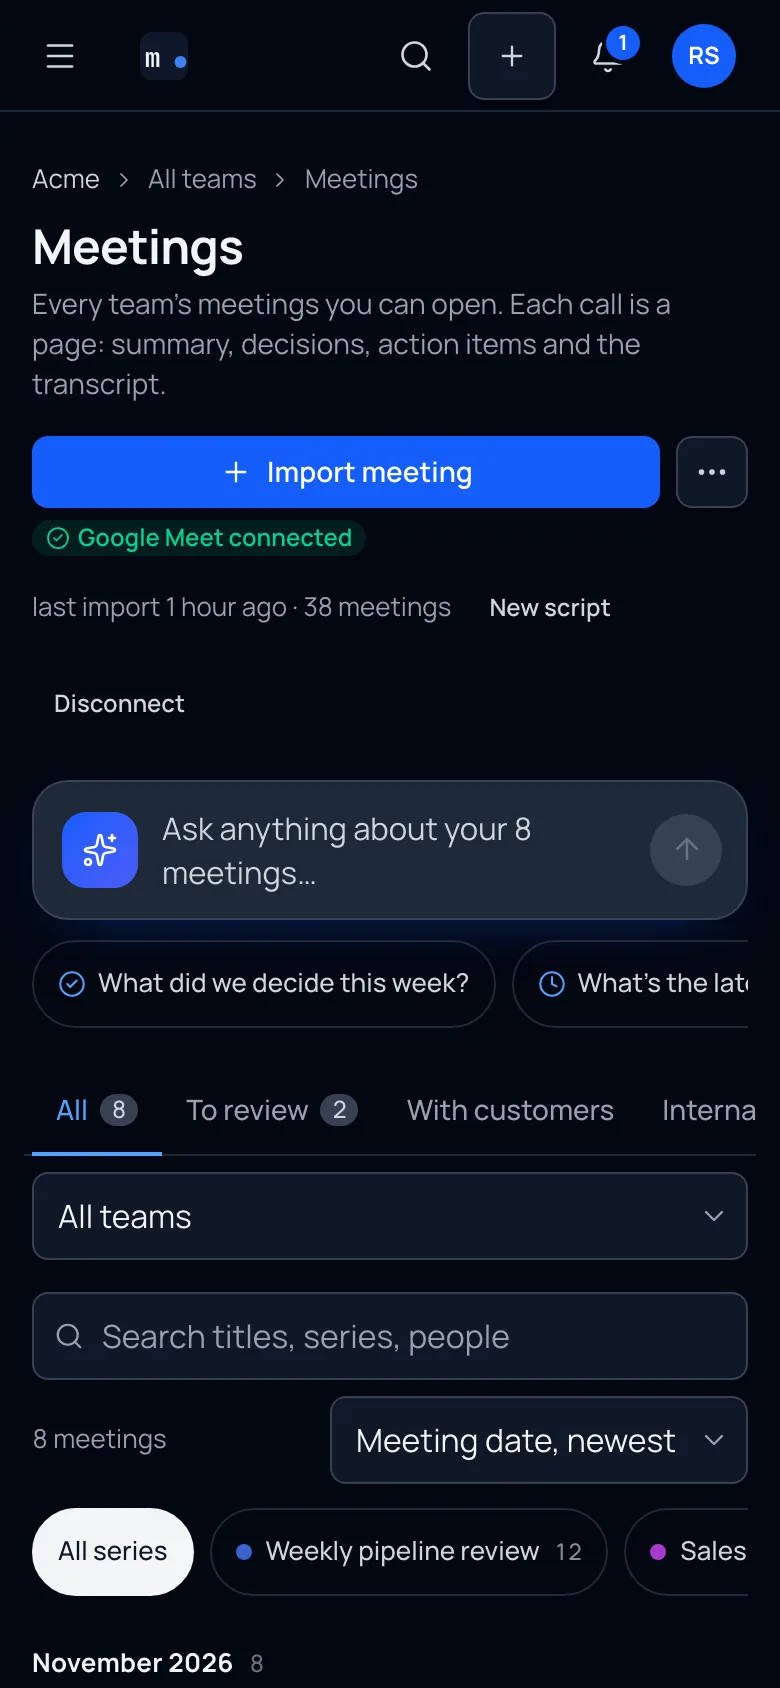 m
1
RS
Acme > All teams > Meetings
Meetings
Every team's meetings you can open. Each call is a
page: summary, decisions, action items and the
transcript.
+ Import meeting
Google Meet connected
last import 1 hour ago · 38 meetings New script
Disconnect
Ask anything about your 8
meetings…
What did we decide this week? What's the late
All 8 To review 2 With customers Interna
All teams
Search titles, series, people
8 meetings Meeting date, newest
All series Weekly pipeline review 12 Sales
November 2026 8